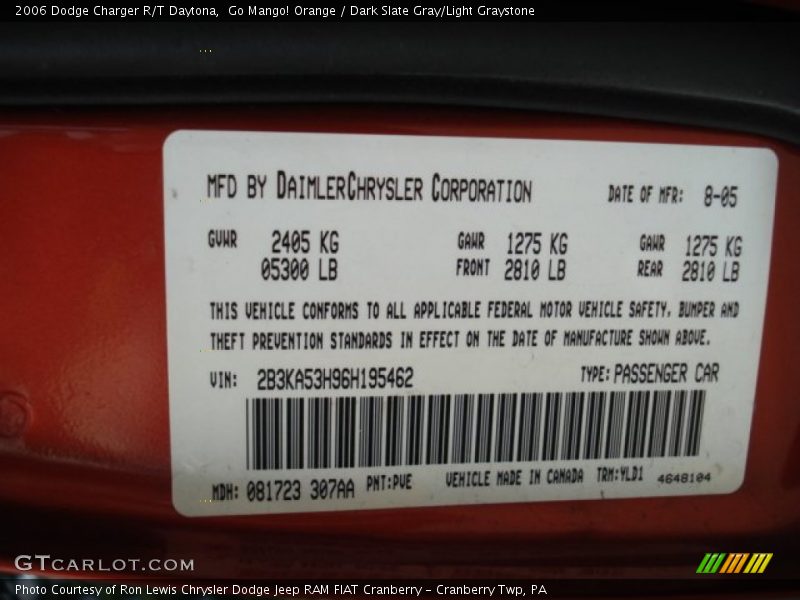 2006 Dodge Charger R/T Daytona,  Go Mango! Orange / Dark Slate Gray/Light Graystone
MFD BY DAIMLERCHRYSLER CORPORATION DATE OF MFR: 8-05
GVWR 2405 KG GAWR 1275 KG GAWR 1275 KG
05300 LB FRONT 2810 LB REAR 2810 LB
THIS VEHICLE CONFORMS TO ALL APPLICABLE FEDERAL MOTOR VEHICLE SAFETY, BUMPER AND
THEFT PREVENTION STANDARDS IN EFFECT ON THE DATE OF MANUFACTURE SHOWN ABOVE.
VIN: 2B3KA53H96H195462 TYPE: PASSENGER CAR
MDH: 081723 307AA PNT:PVE VEHICLE MADE IN CANADA TRM:YLD1 4648104
GTCARLOT.COM
Photo Courtesy of Ron Lewis Chrysler Dodge Jeep RAM FIAT Cranberry - Cranberry Twp, PA